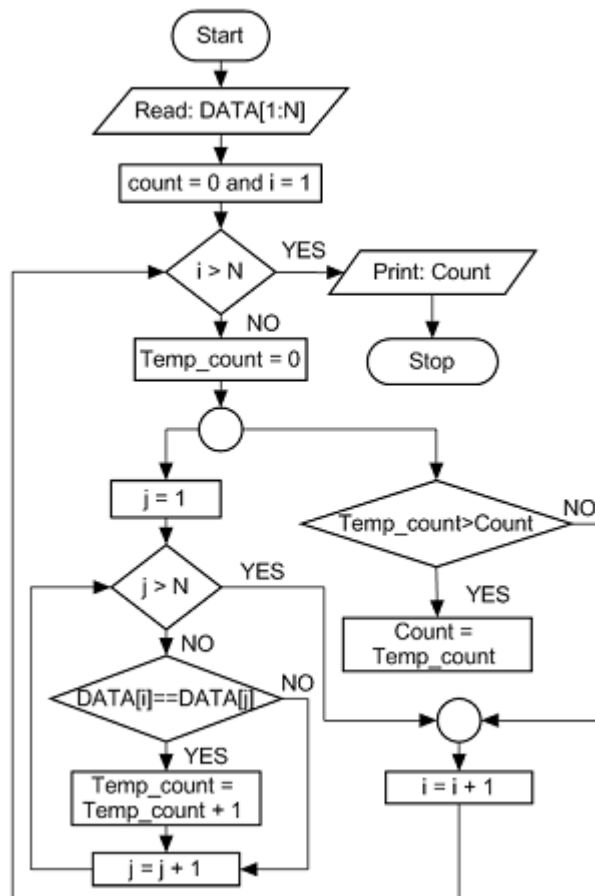 Start
Read: DATA[1:N]
count = 0 and i = 1
i > N
YES
Print: Count
NO
Stop
Temp_count = 0
j = 1
Temp_count>Count
NO
j > N
YES
YES
NO
Count =
Temp_count
DATA[i]==DATA[j]
NO
YES
Temp_count =
Temp_count + 1
i = i + 1
j = j + 1